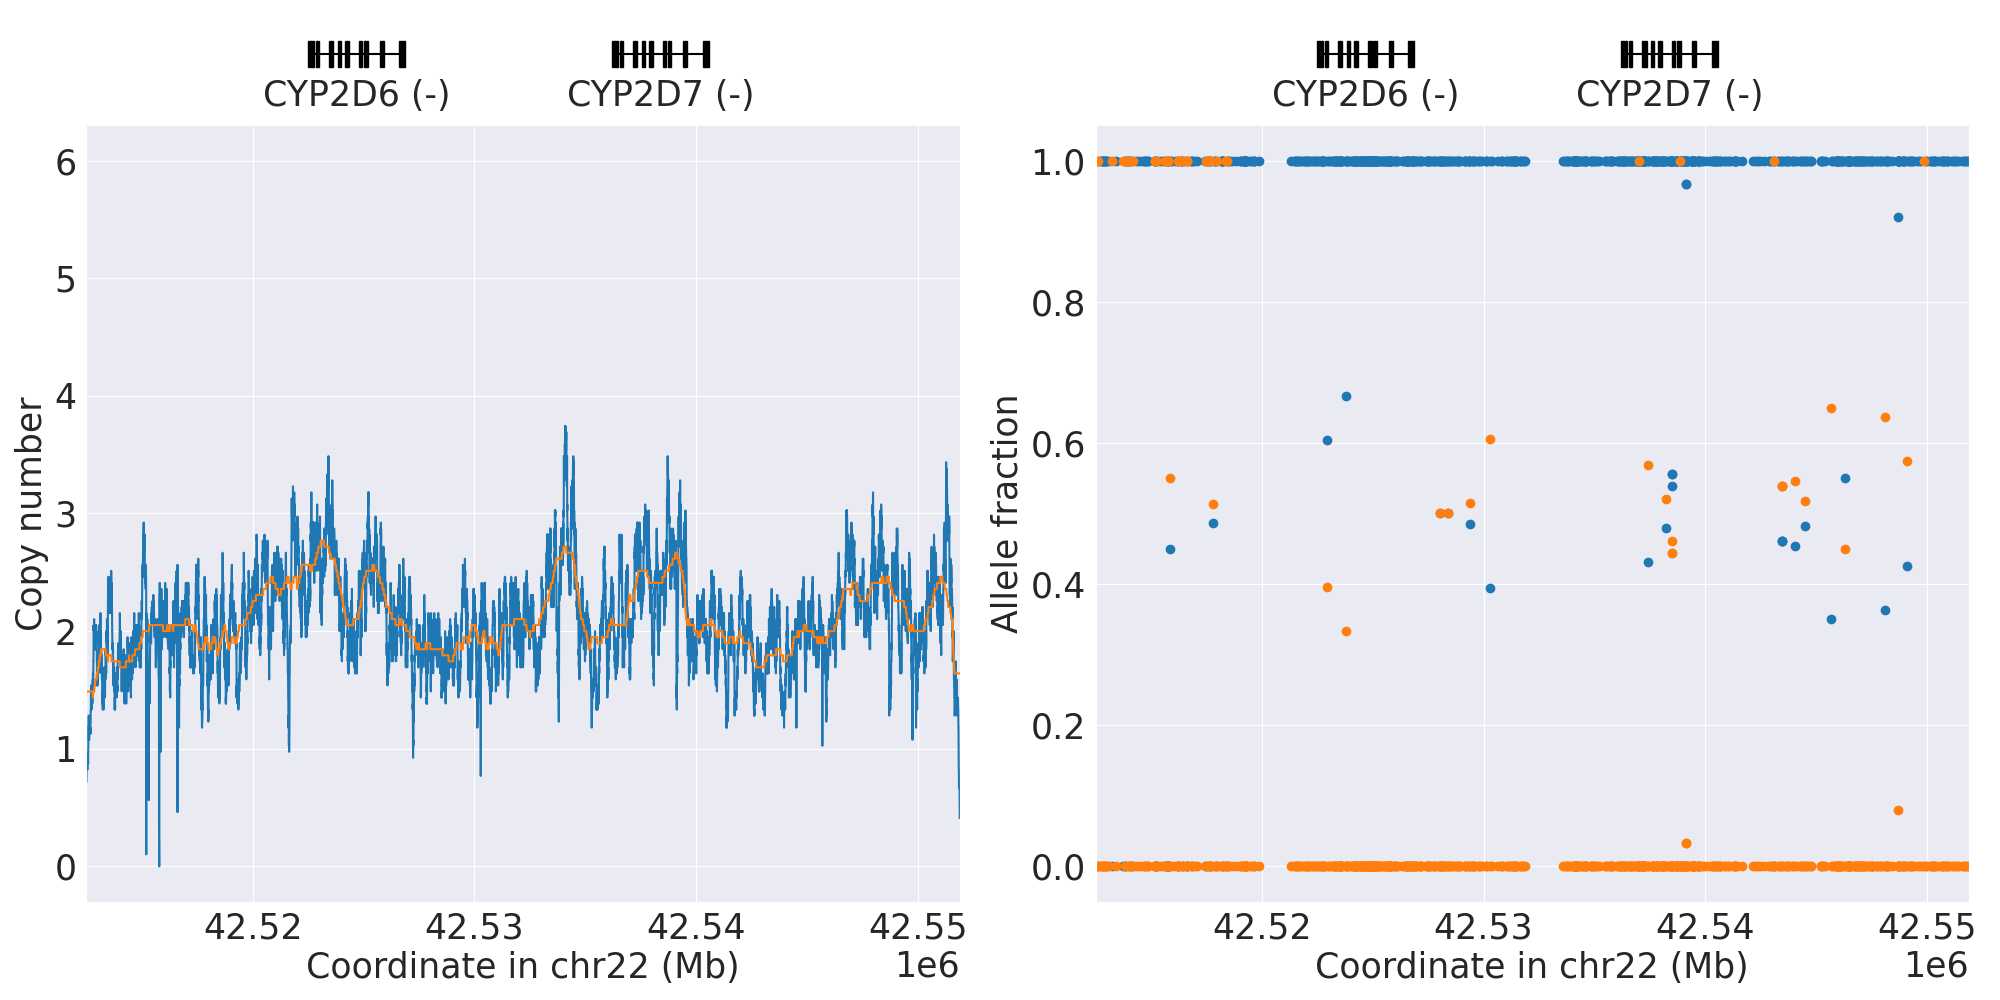 CYP2D6 (-) CYP2D7 (-)
6
5
4
3
2
1
0
Copy number
42.52 42.53 42.54 42.55
Coordinate in chr22 (Mb) 1e6
CYP2D6 (-) CYP2D7 (-)
1.0
0.8
0.6
0.4
0.2
0.0
Allele fraction
42.52 42.53 42.54 42.55
Coordinate in chr22 (Mb) 1e6